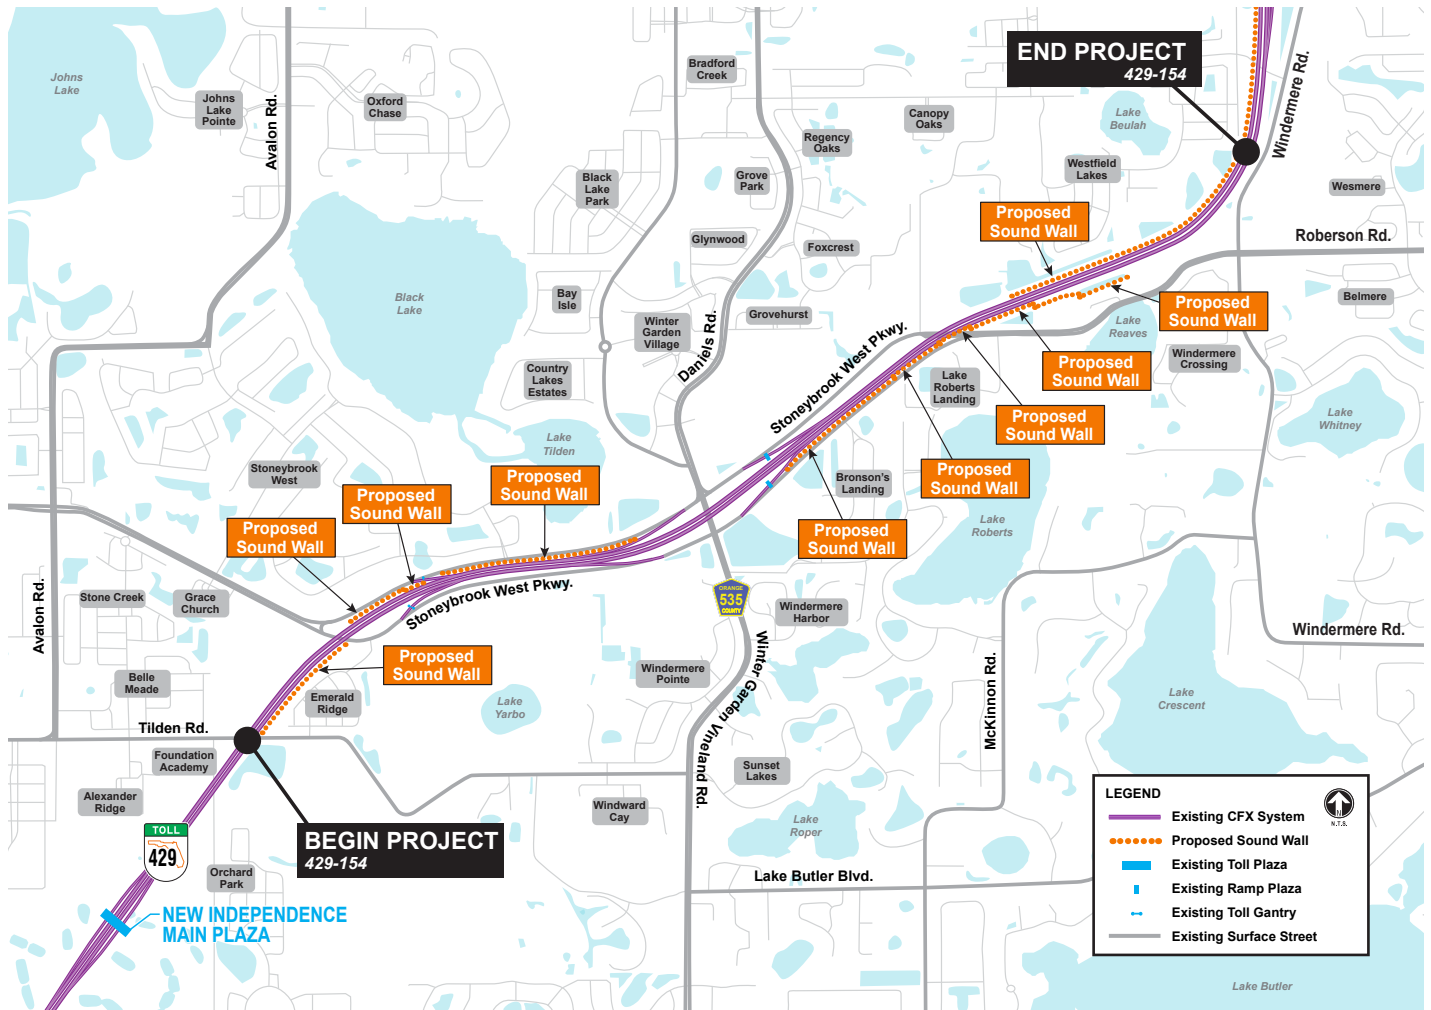 Johns
Lake
Johns
Lake
Pointe
Avalon Rd.
Oxford
Chase
Bradford
Creek
Regency
Oaks
Canopy
Oaks
END PROJECT
429-154
Lake
Beulah
Windermere Rd.
Westfield
Lakes
Wesmere
Black
Lake
Park
Grove
Park
Proposed
Sound Wall
Glynwood
Foxcrest
Roberson Rd.
Black
Lake
Bay
Isle
Winter
Garden
Village
Daniels Rd.
Grovehurst
Stoneybrook West Pkwy.
Lake
Reaves
Proposed
Sound Wall
Belmere
Windermere
Crossing
Country
Lakes
Estates
Lake
Roberts
Landing
Proposed
Sound Wall
Proposed
Sound Wall
Lake
Whitney
Lake
Tilden
Stoneybrook
West
Proposed
Sound Wall
Proposed
Sound Wall
Proposed
Sound Wall
Bronson's
Landing
Proposed
Sound Wall
Proposed
Sound Wall
Lake
Roberts
Avalon Rd.
Stone Creek
Grace
Church
Stoneybrook West Pkwy.
ORANGE
535
COUNTY
Windermere
Harbor
Windermere Rd.
Proposed
Sound Wall
Belle
Meade
Emerald
Ridge
Lake
Yarbo
Windermere
Pointe
Winter Garden Vineland Rd.
McKinnon Rd.
Lake
Crescent
Tilden Rd.
Foundation
Academy
Sunset
Lakes
Alexander
Ridge
Windward
Cay
Lake
Roper
BEGIN PROJECT
429-154
TOLL
429
Orchard
Park
Lake Butler Blvd.
NEW INDEPENDENCE
MAIN PLAZA
LEGEND
N
N.T.S.
Existing CFX System
Proposed Sound Wall
Existing Toll Plaza
Existing Ramp Plaza
Existing Toll Gantry
Existing Surface Street
Lake Butler